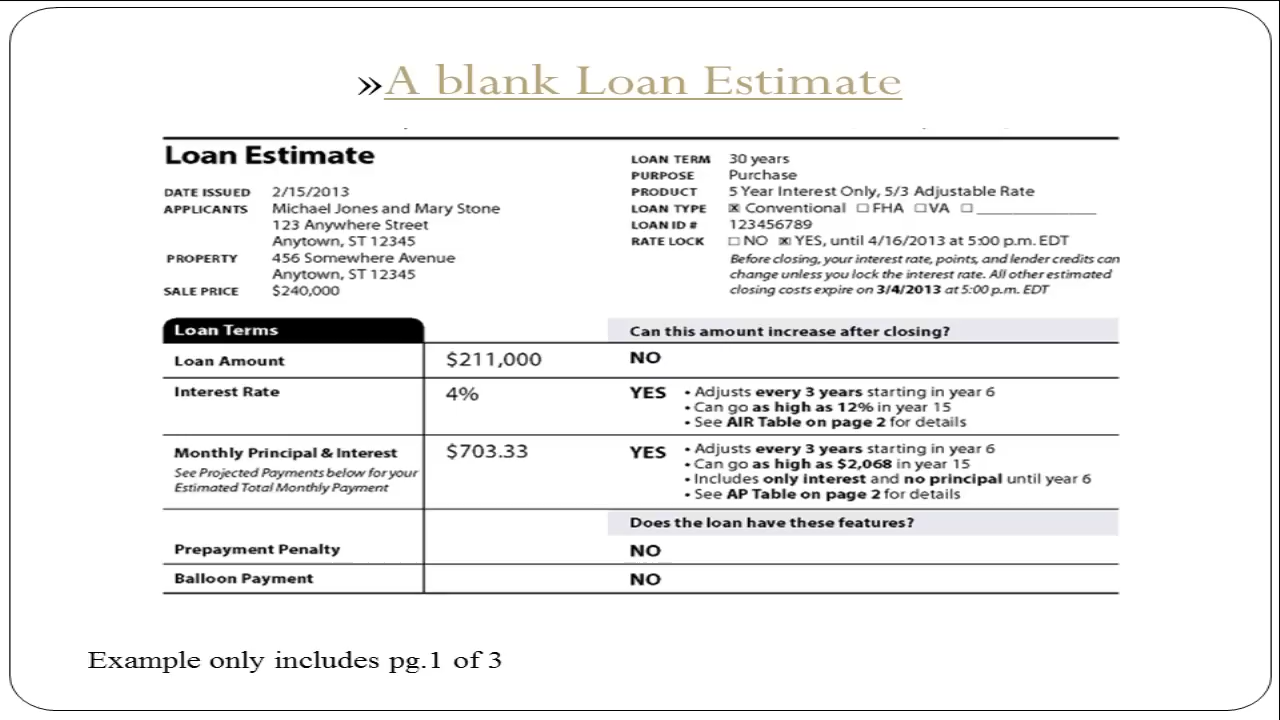 »A blank Loan Estimate
Loan Estimate
DATE ISSUED 2/15/2013
APPLICANTS Michael Jones and Mary Stone
123 Anywhere Street
Anytown, ST 12345
PROPERTY 456 Somewhere Avenue
Anytown, ST 12345
SALE PRICE $240,000
LOAN TERM 30 years
PURPOSE Purchase
PRODUCT 5 Year Interest Only, 5/3 Adjustable Rate
LOAN TYPE ☒ Conventional ☐ FHA ☐ VA ☐ ______________
LOAN ID # 123456789
RATE LOCK ☐ NO ☒ YES, until 4/16/2013 at 5:00 p.m. EDT
Before closing, your interest rate, points, and lender credits can
change unless you lock the interest rate. All other estimated
closing costs expire on 3/4/2013 at 5:00 p.m. EDT
Loan Terms Can this amount increase after closing?
Loan Amount $211,000 NO
Interest Rate 4% YES • Adjusts every 3 years starting in year 6
• Can go as high as 12% in year 15
• See AIR Table on page 2 for details
Monthly Principal & Interest $703.33 YES • Adjusts every 3 years starting in year 6
See Projected Payments below for your • Can go as high as $2,068 in year 15
Estimated Total Monthly Payment • Includes only interest and no principal until year 6
• See AP Table on page 2 for details
Does the loan have these features?
Prepayment Penalty NO
Balloon Payment NO
Example only includes pg.1 of 3